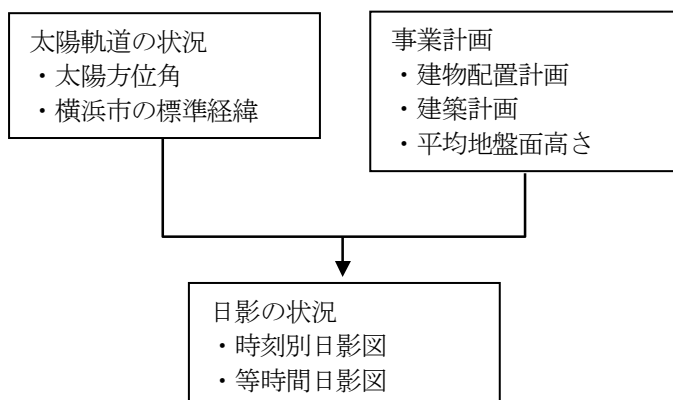 太陽軌道の状況
・太陽方位角
・横浜市の標準経緯
事業計画
・建物配置計画
・建築計画
・平均地盤面高さ
日影の状況
・時刻別日影図
・等時間日影図